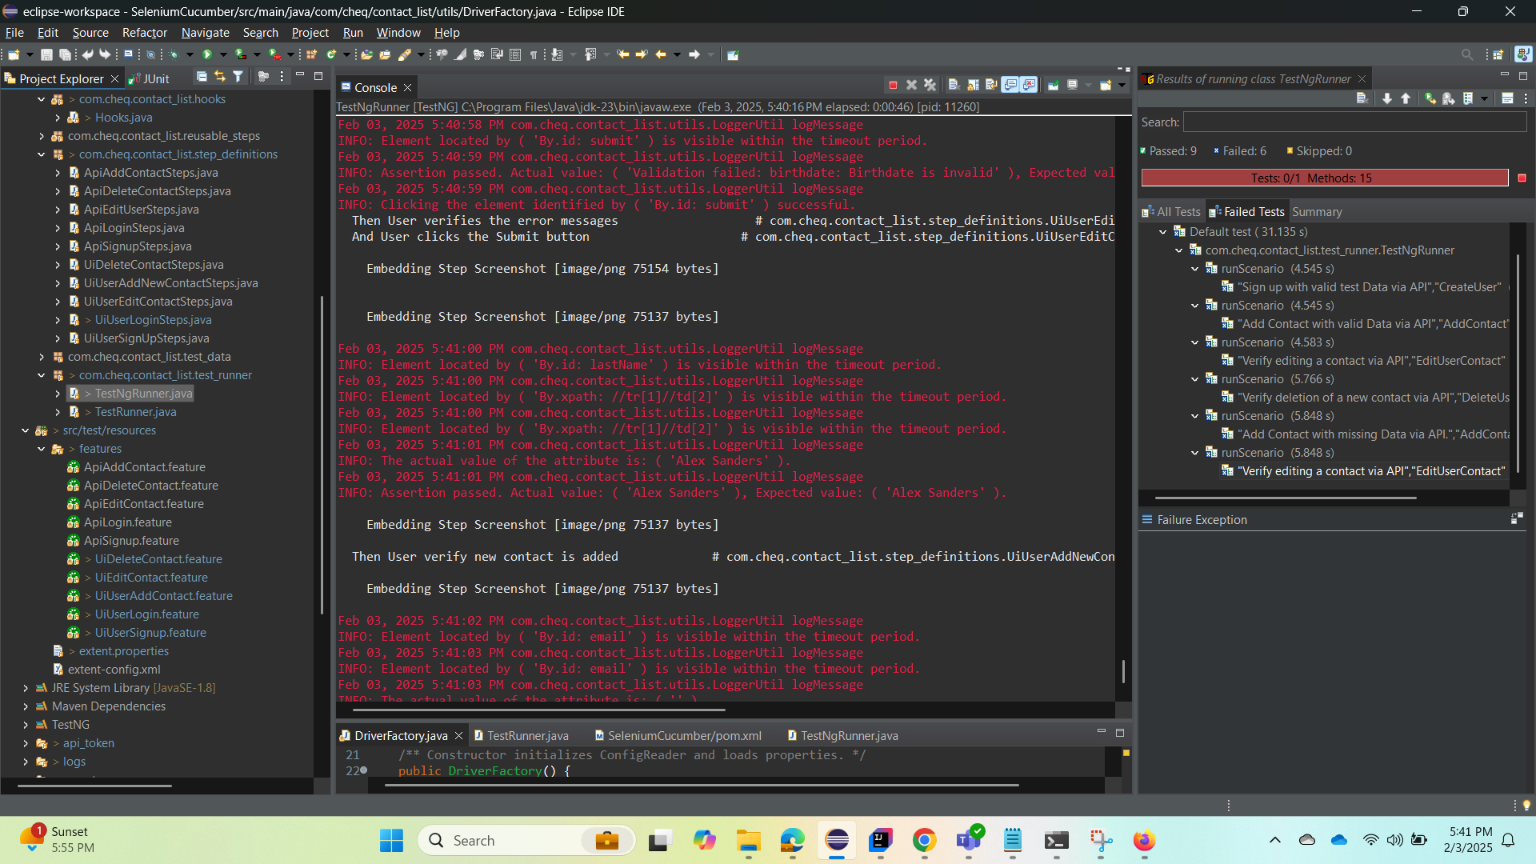 eclipse-workspace - SeleniumCucumber/src/main/java/com/cheq/contact_list/utils/DriverFactory.java - Eclipse IDE
File Edit Source Refactor Navigate Search Project Run Window Help
Project Explorer
JUnit
> com.cheq.contact_list.hooks
> Hooks.java
com.cheq.contact_list.reusable_steps
> com.cheq.contact_list.step_definitions
ApiAddContactSteps.java
ApiDeleteContactSteps.java
ApiEditUserSteps.java
ApiLoginSteps.java
ApiSignupSteps.java
UiDeleteContactSteps.java
UiUserAddNewContactSteps.java
UiUserEditContactSteps.java
> UiUserLoginSteps.java
UiUserSignUpSteps.java
com.cheq.contact_list.test_data
> com.cheq.contact_list.test_runner
> TestNgRunner.java
> TestRunner.java
> src/test/resources
> features
ApiAddContact.feature
ApiDeleteContact.feature
ApiEditContact.feature
ApiLogin.feature
ApiSignup.feature
> UiDeleteContact.feature
> UiEditContact.feature
> UiUserAddContact.feature
> UiUserLogin.feature
> UiUserSignup.feature
> extent.properties
extent-config.xml
JRE System Library [JavaSE-1.8]
Maven Dependencies
TestNG
> api_token
> logs
Console
TestNgRunner [TestNG] C:\Program Files\Java\jdk-23\bin\javaw.exe (Feb 3, 2025, 5:40:16 PM elapsed: 0:00:46) [pid: 11260]
Feb 03, 2025 5:40:58 PM com.cheq.contact_list.utils.LoggerUtil logMessage
INFO: Element located by ( 'By.id: submit' ) is visible within the timeout period.
Feb 03, 2025 5:40:59 PM com.cheq.contact_list.utils.LoggerUtil logMessage
INFO: Assertion passed. Actual value: ( 'Validation failed: birthdate: Birthdate is invalid' ), Expected val
Feb 03, 2025 5:40:59 PM com.cheq.contact_list.utils.LoggerUtil logMessage
INFO: Clicking the element identified by ( 'By.id: submit' ) successful.
Then User verifies the error messages # com.cheq.contact_list.step_definitions.UiUserEdi
And User clicks the Submit button # com.cheq.contact_list.step_definitions.UiUserEditC
Embedding Step Screenshot [image/png 75154 bytes]
Embedding Step Screenshot [image/png 75137 bytes]
Feb 03, 2025 5:41:00 PM com.cheq.contact_list.utils.LoggerUtil logMessage
INFO: Element located by ( 'By.id: lastName' ) is visible within the timeout period.
Feb 03, 2025 5:41:00 PM com.cheq.contact_list.utils.LoggerUtil logMessage
INFO: Element located by ( 'By.xpath: //tr[1]//td[2]' ) is visible within the timeout period.
Feb 03, 2025 5:41:00 PM com.cheq.contact_list.utils.LoggerUtil logMessage
INFO: Element located by ( 'By.xpath: //tr[1]//td[2]' ) is visible within the timeout period.
Feb 03, 2025 5:41:01 PM com.cheq.contact_list.utils.LoggerUtil logMessage
INFO: The actual value of the attribute is: ( 'Alex Sanders' ).
Feb 03, 2025 5:41:01 PM com.cheq.contact_list.utils.LoggerUtil logMessage
INFO: Assertion passed. Actual value: ( 'Alex Sanders' ), Expected value: ( 'Alex Sanders' ).
Embedding Step Screenshot [image/png 75137 bytes]
Then User verify new contact is added # com.cheq.contact_list.step_definitions.UiUserAddNewCon
Embedding Step Screenshot [image/png 75137 bytes]
Feb 03, 2025 5:41:02 PM com.cheq.contact_list.utils.LoggerUtil logMessage
INFO: Element located by ( 'By.id: email' ) is visible within the timeout period.
Feb 03, 2025 5:41:03 PM com.cheq.contact_list.utils.LoggerUtil logMessage
INFO: Element located by ( 'By.id: email' ) is visible within the timeout period.
Feb 03, 2025 5:41:03 PM com.cheq.contact_list.utils.LoggerUtil logMessage
INFO: The actual value of the attribute is: ( '' ).
DriverFactory.java
TestRunner.java
SeleniumCucumber/pom.xml
TestNgRunner.java
21 /** Constructor initializes ConfigReader and loads properties. */
22 public DriverFactory() {
Results of running class TestNgRunner
Search:
Passed: 9 Failed: 6 Skipped: 0
Tests: 0/1 Methods: 15
All Tests Failed Tests Summary
Default test ( 31.135 s)
com.cheq.contact_list.test_runner.TestNgRunner
runScenario (4.545 s)
"Sign up with valid test Data via API","CreateUser" (
runScenario (4.545 s)
"Add Contact with valid Data via API","AddContact"
runScenario (4.583 s)
"Verify editing a contact via API","EditUserContact"
runScenario (5.766 s)
"Verify deletion of a new contact via API","DeleteUs
runScenario (5.848 s)
"Add Contact with missing Data via API.","AddConta
runScenario (5.848 s)
"Verify editing a contact via API","EditUserContact"
Failure Exception
1
Sunset
5:55 PM
Search
5:41 PM
2/3/2025